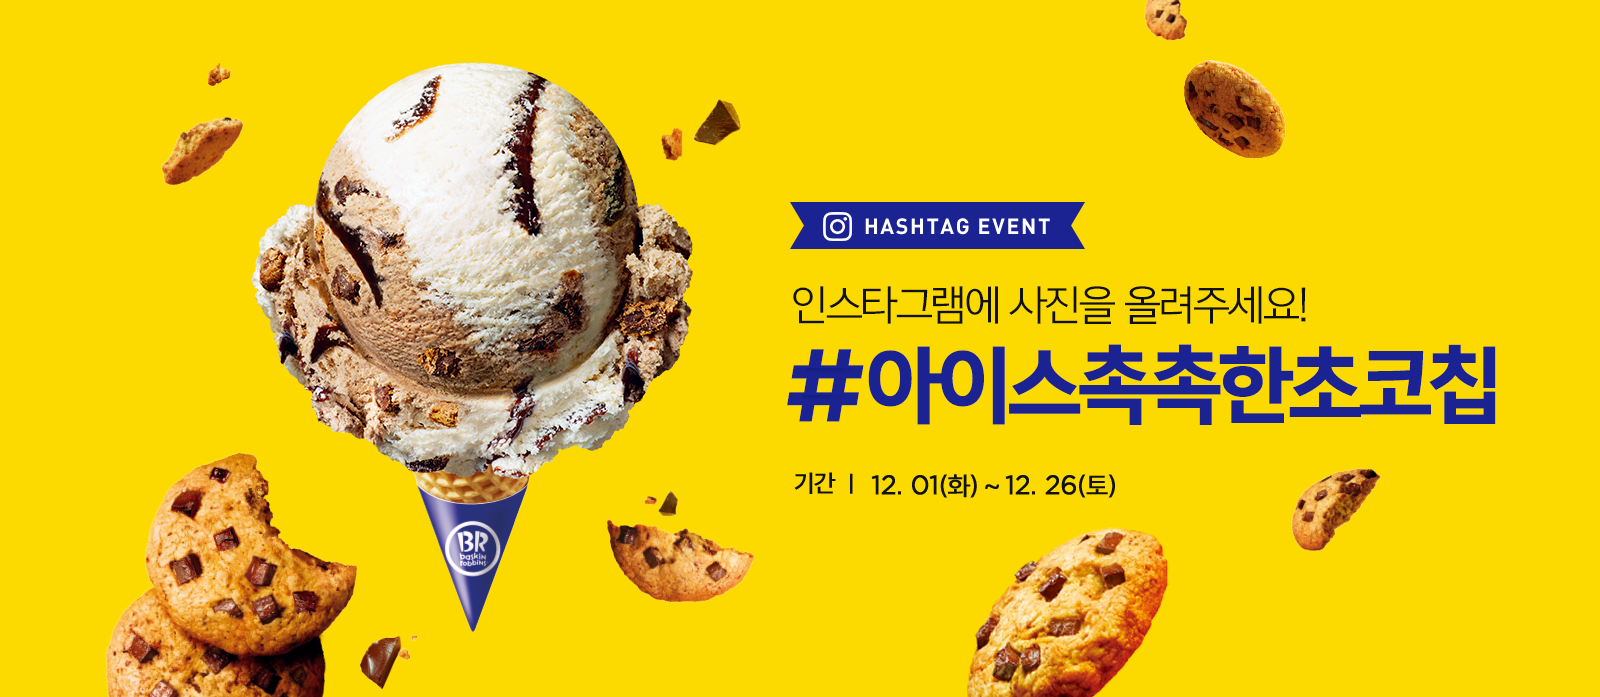 HASHTAG EVENT
인스타그램에 사진을 올려주세요!
#아이스촉촉한초코칩
기간 | 12. 01(화) ~ 12. 26(토)
BR
baskin
robbins